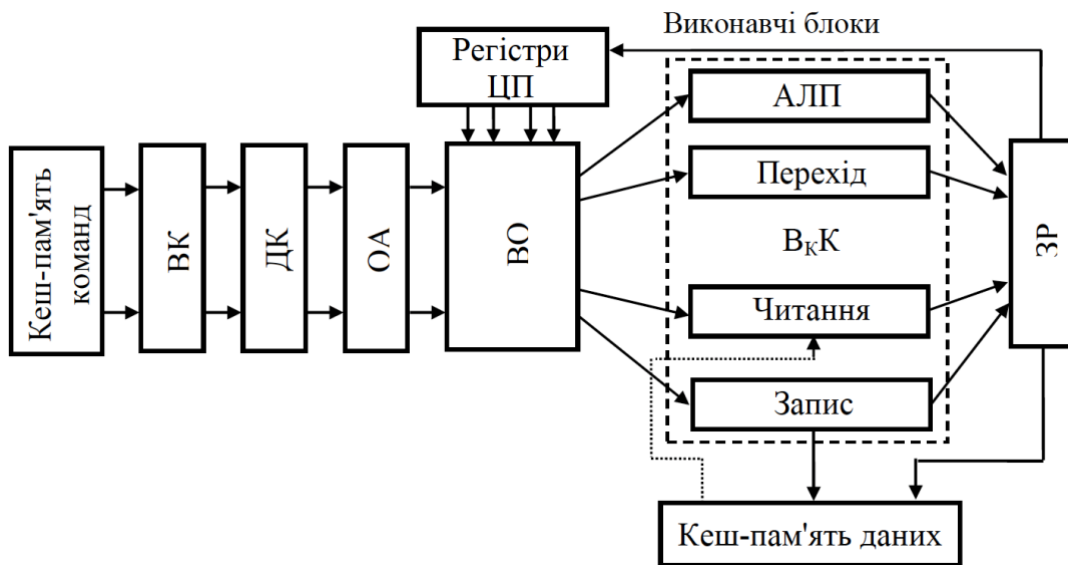 Виконавчі блоки
Регістри
ЦП
АЛП
Кеш-пам'ять
команд
ВК
ДК
ОА
ВО
Перехід
ВКК
ЗР
Читання
Запис
Кеш-пам'ять даних